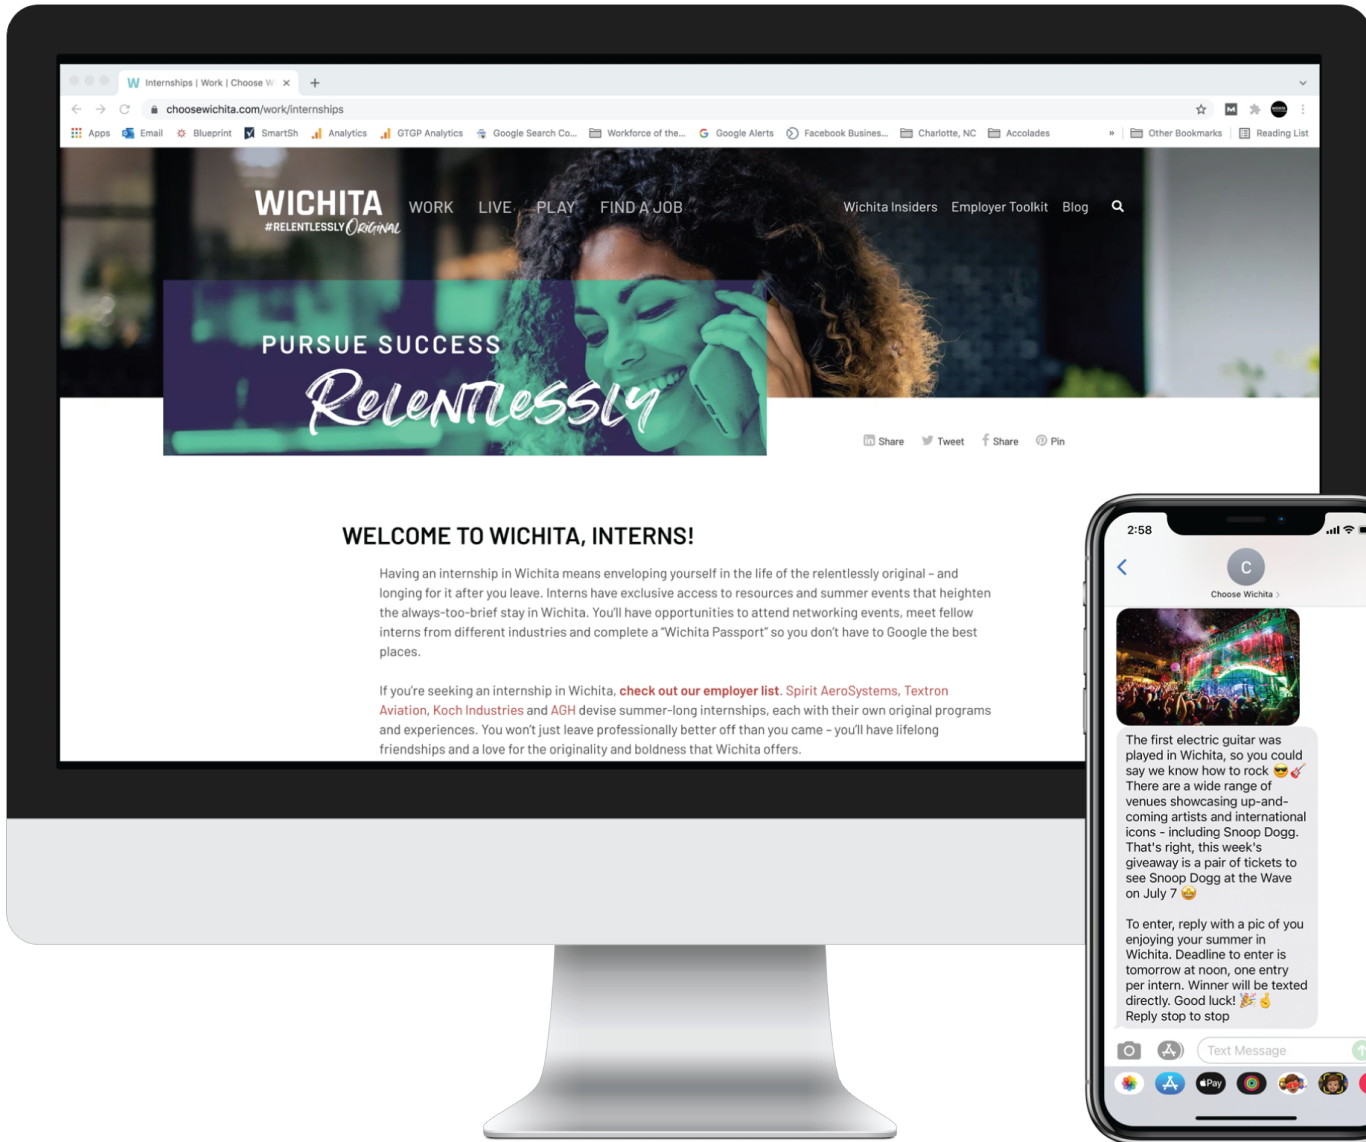 Internships | Work | Choose W
choosewichita.com/work/internships
Apps Email Blueprint SmartSh Analytics GTGP Analytics Google Search Co... Workforce of the... Google Alerts Facebook Busines... Charlotte, NC Accolades » Other Bookmarks Reading List
WICHITA WORK LIVE PLAY FIND A JOB Wichita Insiders Employer Toolkit Blog
#RELENTLESSLY Original
PURSUE SUCCESS
RELENTLESSLY
Share Tweet Share Pin
WELCOME TO WICHITA, INTERNS!
Having an internship in Wichita means enveloping yourself in the life of the relentlessly original – and
longing for it after you leave. Interns have exclusive access to resources and summer events that heighten
the always-too-brief stay in Wichita. You'll have opportunities to attend networking events, meet fellow
interns from different industries and complete a "Wichita Passport" so you don't have to Google the best
places.
If you're seeking an internship in Wichita, check out our employer list. Spirit AeroSystems, Textron
Aviation, Koch Industries and AGH devise summer-long internships, each with their own original programs
and experiences. You won't just leave professionally better off than you came – you'll have lifelong
friendships and a love for the originality and boldness that Wichita offers.
2:58
C
Choose Wichita >
The first electric guitar was
played in Wichita, so you could
say we know how to rock 😎🎸
There are a wide range of
venues showcasing up-and-
coming artists and international
icons - including Snoop Dogg.
That's right, this week's
giveaway is a pair of tickets to
see Snoop Dogg at the Wave
on July 7 🤩
To enter, reply with a pic of you
enjoying your summer in
Wichita. Deadline to enter is
tomorrow at noon, one entry
per intern. Winner will be texted
directly. Good luck! 🎉🤞
Reply stop to stop
Text Message
Pay